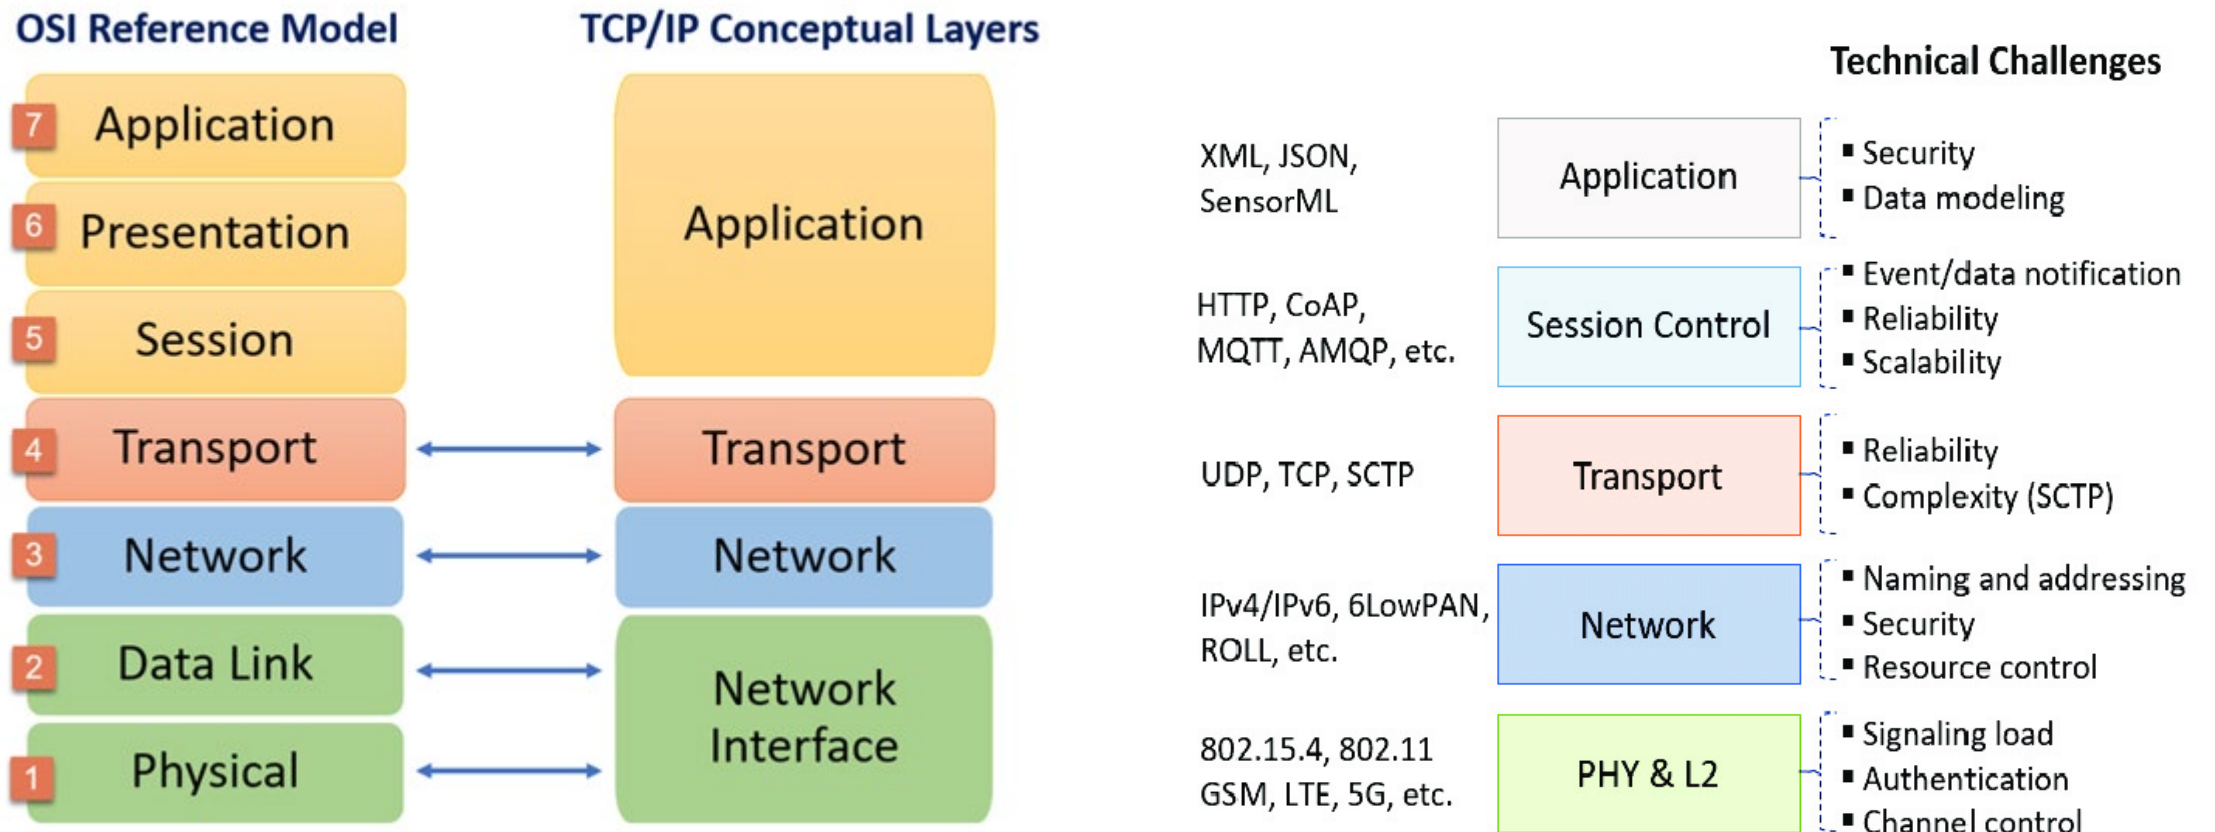 OSI Reference Model
7 Application
6 Presentation
5 Session
4 Transport
3 Network
2 Data Link
1 Physical
TCP/IP Conceptual Layers
Application
Transport
Network
Network
Interface
Technical Challenges
XML, JSON,
SensorML
Application
▪ Security
▪ Data modeling
HTTP, CoAP,
MQTT, AMQP, etc.
Session Control
▪ Event/data notification
▪ Reliability
▪ Scalability
UDP, TCP, SCTP
Transport
▪ Reliability
▪ Complexity (SCTP)
IPv4/IPv6, 6LowPAN,
ROLL, etc.
Network
▪ Naming and addressing
▪ Security
▪ Resource control
802.15.4, 802.11
GSM, LTE, 5G, etc.
PHY & L2
▪ Signaling load
▪ Authentication
▪ Channel control